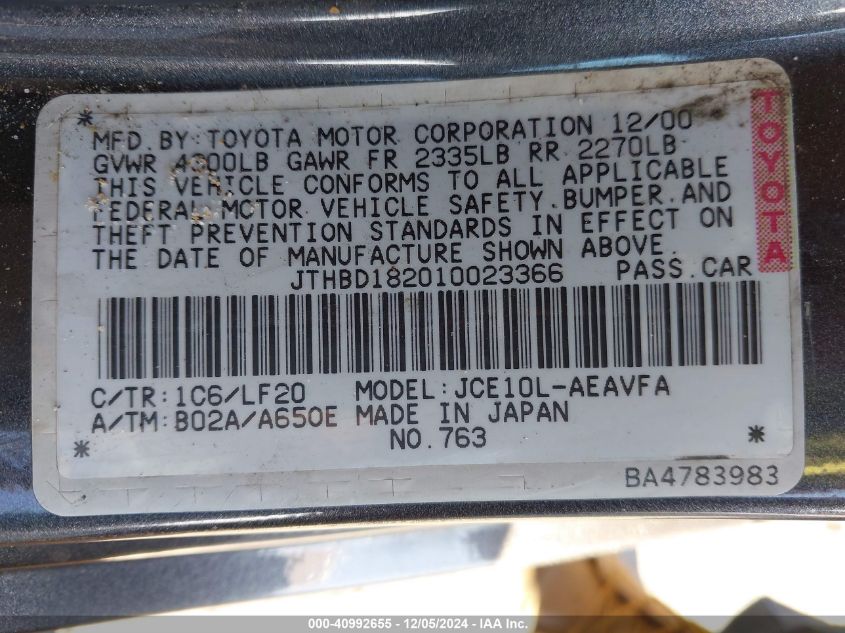 MFD. BY: TOYOTA MOTOR CORPORATION 12/00
GVWR GAWR FR 2335LB RR 2270LB
THIS VEHICLE CONFORMS TO ALL APPLICABLE
FEDERAL MOTOR VEHICLE SAFETY, BUMPER, AND
THEFT PREVENTION STANDARDS IN EFFECT ON
THE DATE OF MANUFACTURE SHOWN ABOVE.
JTHBD182010023366 PASS. CAR
C/TR: 1C6/LF20 MODEL: JCE10L-AEAVFA
A/TM: B02A/A650E MADE IN JAPAN
NO. 763
BA4783983
TOYOTA
000-40992655 - 12/05/2024 - IAA Inc.